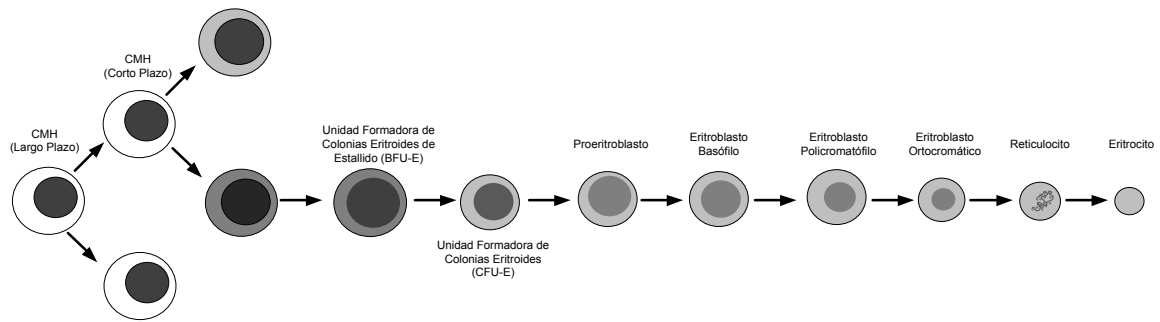 CMH
(Largo Plazo)
CMH
(Corto Plazo)
Unidad Formadora de
Colonias Eritroides de
Estallido (BFU-E)
Unidad Formadora de
Colonias Eritroides
(CFU-E)
Proeritroblasto
Eritroblasto
Basófilo
Eritroblasto
Policromatófilo
Eritroblasto
Ortocromático
Reticulocito
Eritrocito